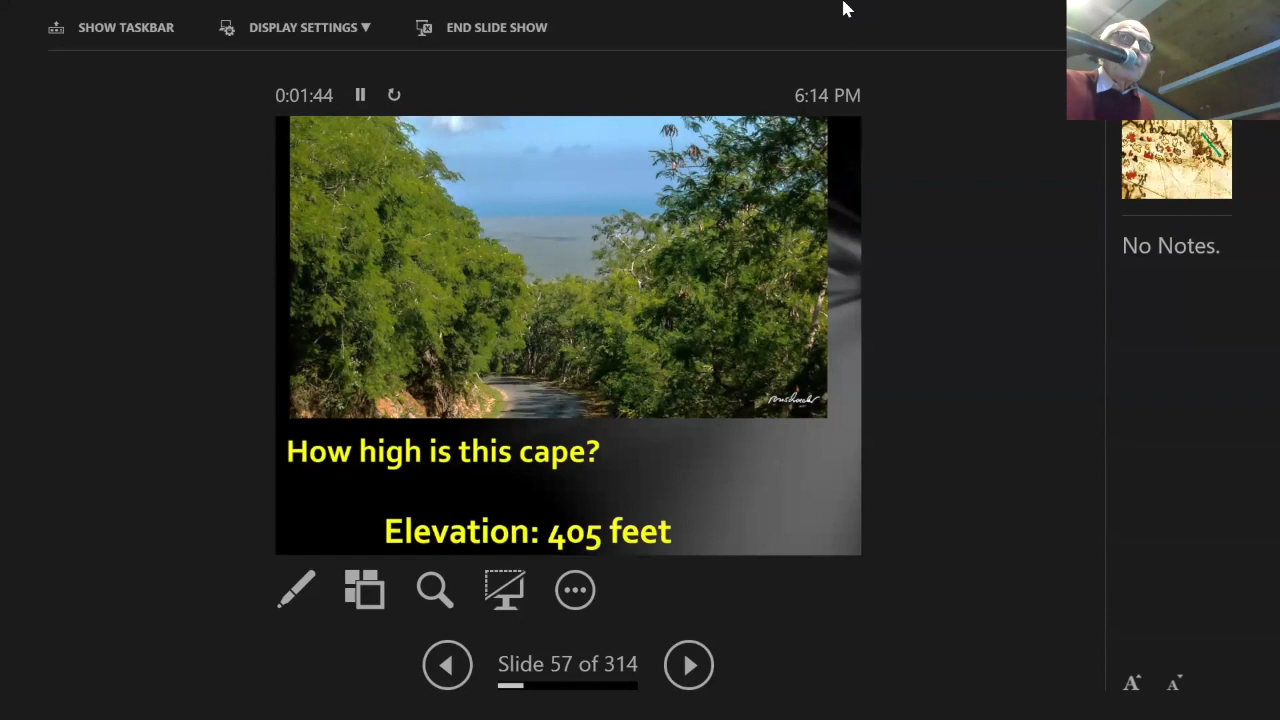 SHOW TASKBAR
DISPLAY SETTINGS ▼
END SLIDE SHOW
0:01:44
6:14 PM
How high is this cape?
Elevation: 405 feet
No Notes.
Slide 57 of 314
A A